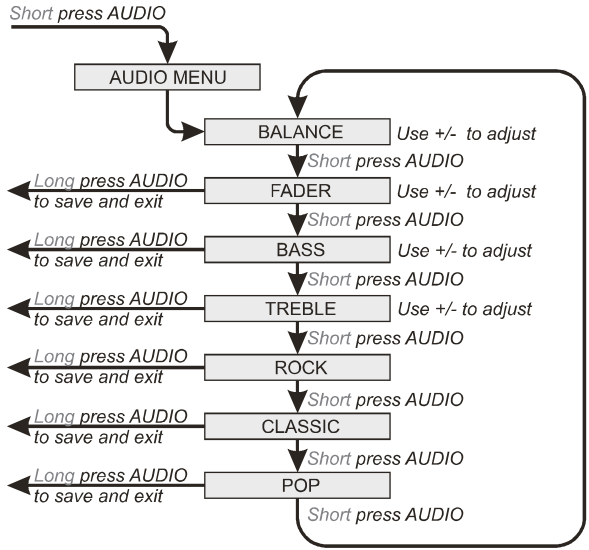 Short press AUDIO
AUDIO MENU
BALANCE Use +/- to adjust
Short press AUDIO
Long press AUDIO
to save and exit
FADER Use +/- to adjust
Short press AUDIO
Long press AUDIO
to save and exit
BASS Use +/- to adjust
Short press AUDIO
Long press AUDIO
to save and exit
TREBLE Use +/- to adjust
Short press AUDIO
Long press AUDIO
to save and exit
ROCK
Short press AUDIO
Long press AUDIO
to save and exit
CLASSIC
Short press AUDIO
Long press AUDIO
to save and exit
POP
Short press AUDIO